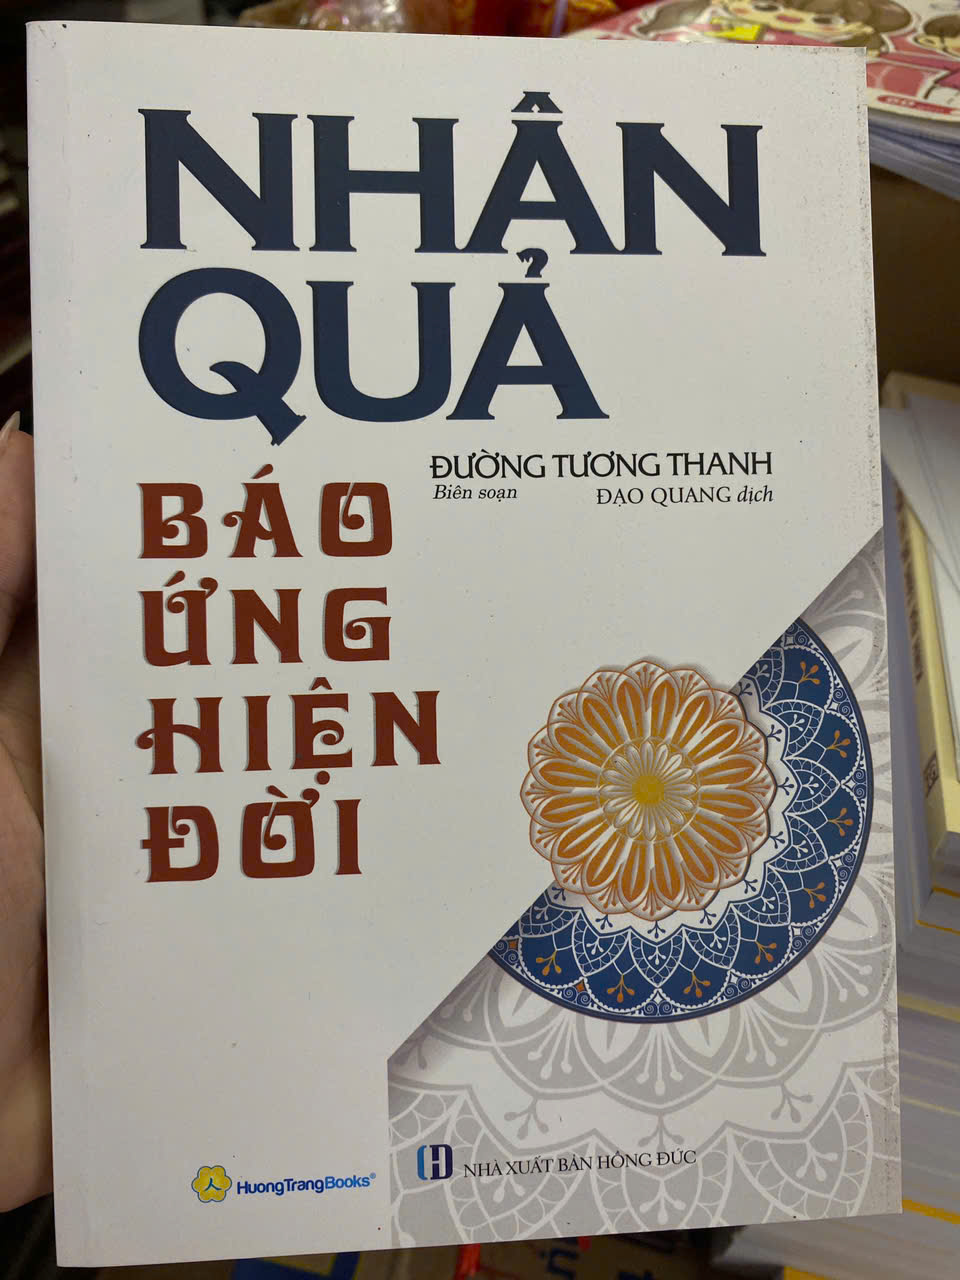 NHÂN
QUẢ
ĐƯỜNG TƯƠNG THANH
Biên soạn ĐẠO QUANG dịch
BÁO
ỨNG
HIỆN
ĐỜI
HuongTrangBooks®
NHÀ XUẤT BẢN HỒNG ĐỨC